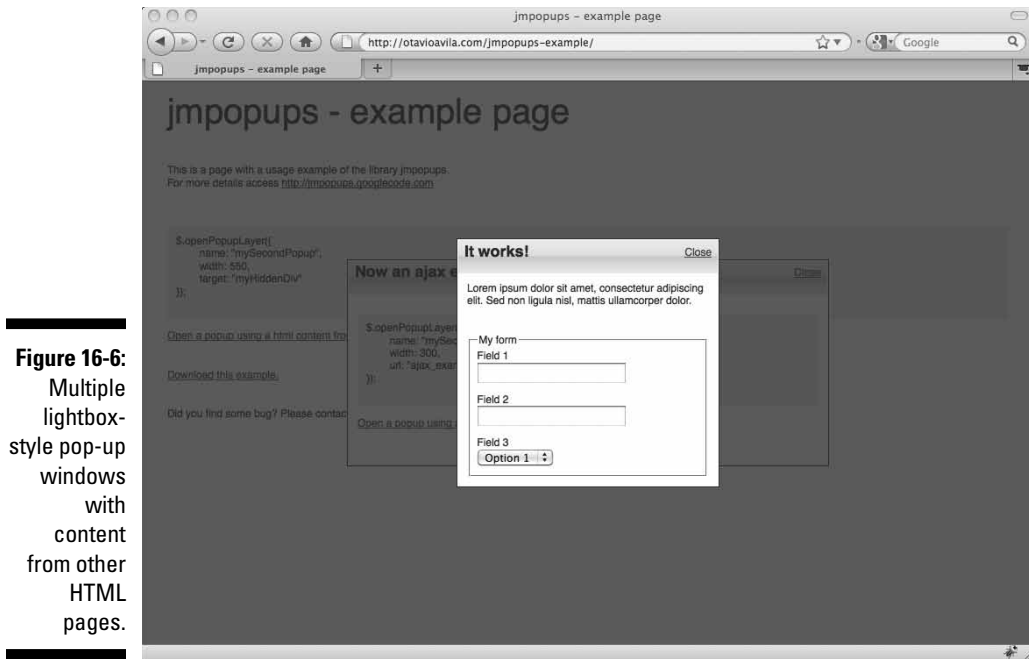 jmpopups - example page
http://otavioavila.com/jmpopups-example/
Google
jmpopups - example page
+
jmpopups - example page
This is a page with a usage example of the library jmpopups.
For more details access http://jmpopups.googlecode.com
$.openPopupLayer({
name: "mySecondPopup",
width: 550,
target: "myHiddenDiv"
});
Open a popup using a html content
Download this example.
Did you find some bug? Please
Now an ajax
Close
$.openPopupLayer
name:
width: 300,
url:
});
Open a popup using
It works!
Close
Lorem ipsum dolor sit amet, consectetur adipiscing
elit. Sed non ligula nisl, mattis ullamcorper dolor.
My form
Field 1
Field 2
Field 3
Option 1
Figure 16-6:
Multiple
lightbox-
style pop-up
windows
with
content
from other
HTML
pages.